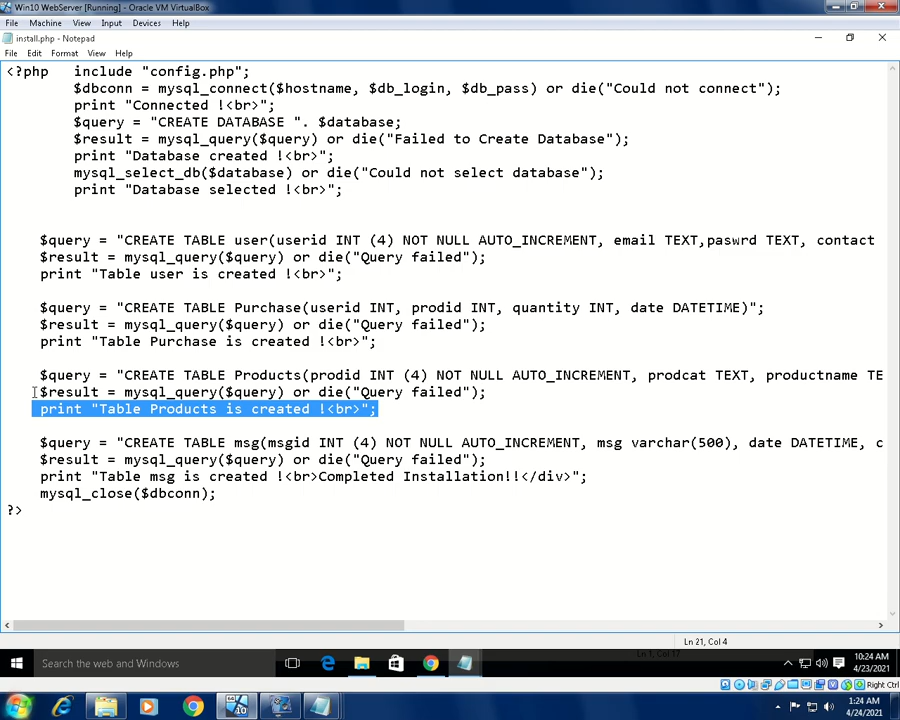 Win10 WebServer [Running] - Oracle VM VirtualBox
File Machine View Input Devices Help
install.php - Notepad
File Edit Format View Help
<?php include "config.php";
$dbconn = mysql_connect($hostname, $db_login, $db_pass) or die("Could not connect");
print "Connected !<br>";
$query = "CREATE DATABASE ". $database;
$result = mysql_query($query) or die("Failed to Create Database");
print "Database created !<br>";
mysql_select_db($database) or die("Could not select database");
print "Database selected !<br>";
$query = "CREATE TABLE user(userid INT (4) NOT NULL AUTO_INCREMENT, email TEXT,paswrd TEXT, contact
$result = mysql_query($query) or die("Query failed");
print "Table user is created !<br>";
$query = "CREATE TABLE Purchase(userid INT, prodid INT, quantity INT, date DATETIME)";
$result = mysql_query($query) or die("Query failed");
print "Table Purchase is created !<br>";
$query = "CREATE TABLE Products(prodid INT (4) NOT NULL AUTO_INCREMENT, prodcat TEXT, productname TE
$result = mysql_query($query) or die("Query failed");
print "Table Products is created !<br>";
$query = "CREATE TABLE msg(msgid INT (4) NOT NULL AUTO_INCREMENT, msg varchar(500), date DATETIME, c
$result = mysql_query($query) or die("Query failed");
print "Table msg is created !<br>Completed Installation!!</div>";
mysql_close($dbconn);
?>
Ln 21, Col 4
Ln 1, Col 17
Search the web and Windows
10:24 AM
4/23/2021
Right Ctrl
1:24 AM
4/24/2021